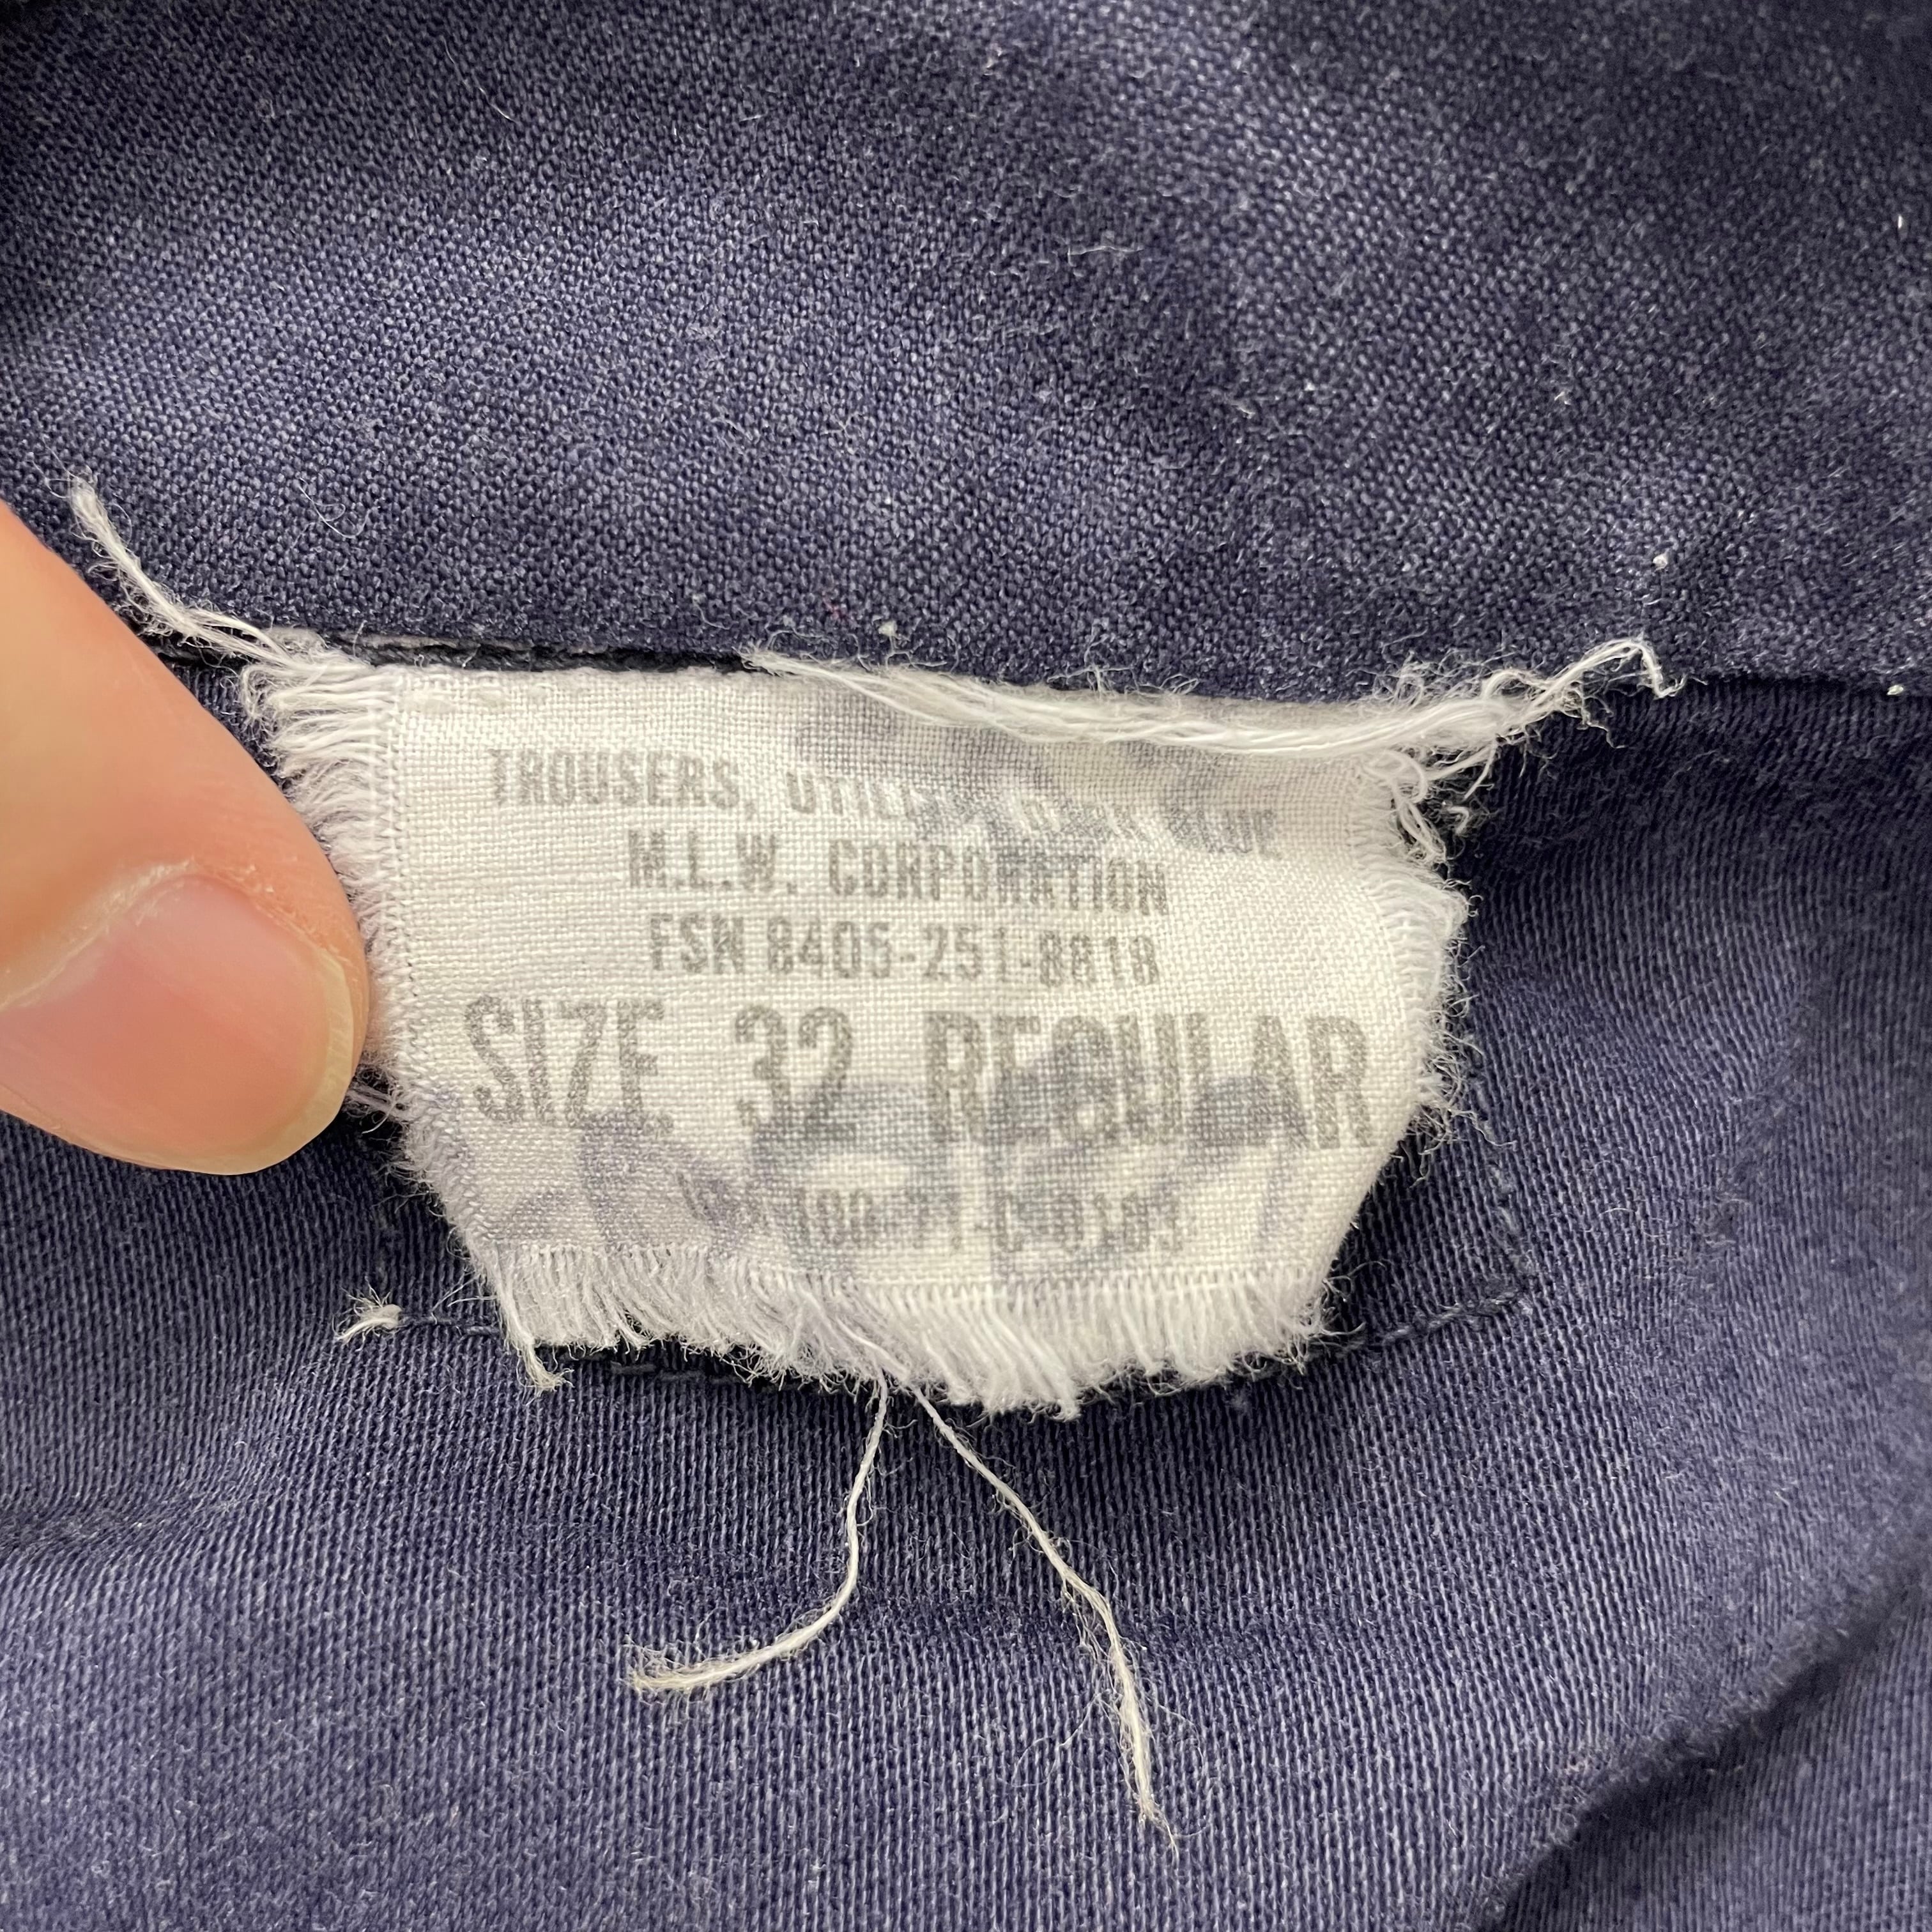 TROUSERS,
M.L.W. CORPORATION
FSN 8405-251-8818
SIZE 32 REGULAR